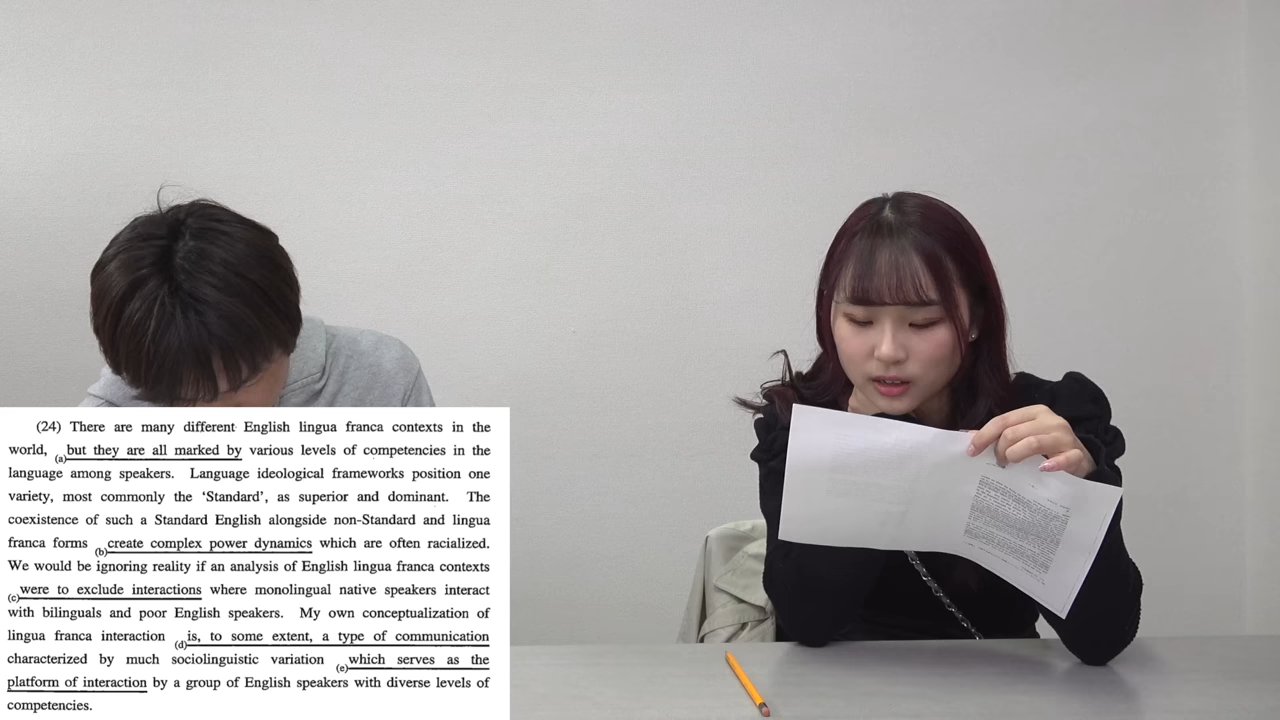 (24) There are many different English lingua franca contexts in the
world, (a)but they are all marked by various levels of competencies in the
language among speakers. Language ideological frameworks position one
variety, most commonly the ‘Standard’, as superior and dominant. The
coexistence of such a Standard English alongside non-Standard and lingua
franca forms (b)create complex power dynamics which are often racialized.
We would be ignoring reality if an analysis of English lingua franca contexts
(c)were to exclude interactions where monolingual native speakers interact
with bilinguals and poor English speakers. My own conceptualization of
lingua franca interaction (d)is, to some extent, a type of communication
characterized by much sociolinguistic variation (e)which serves as the
platform of interaction by a group of English speakers with diverse levels of
competencies.